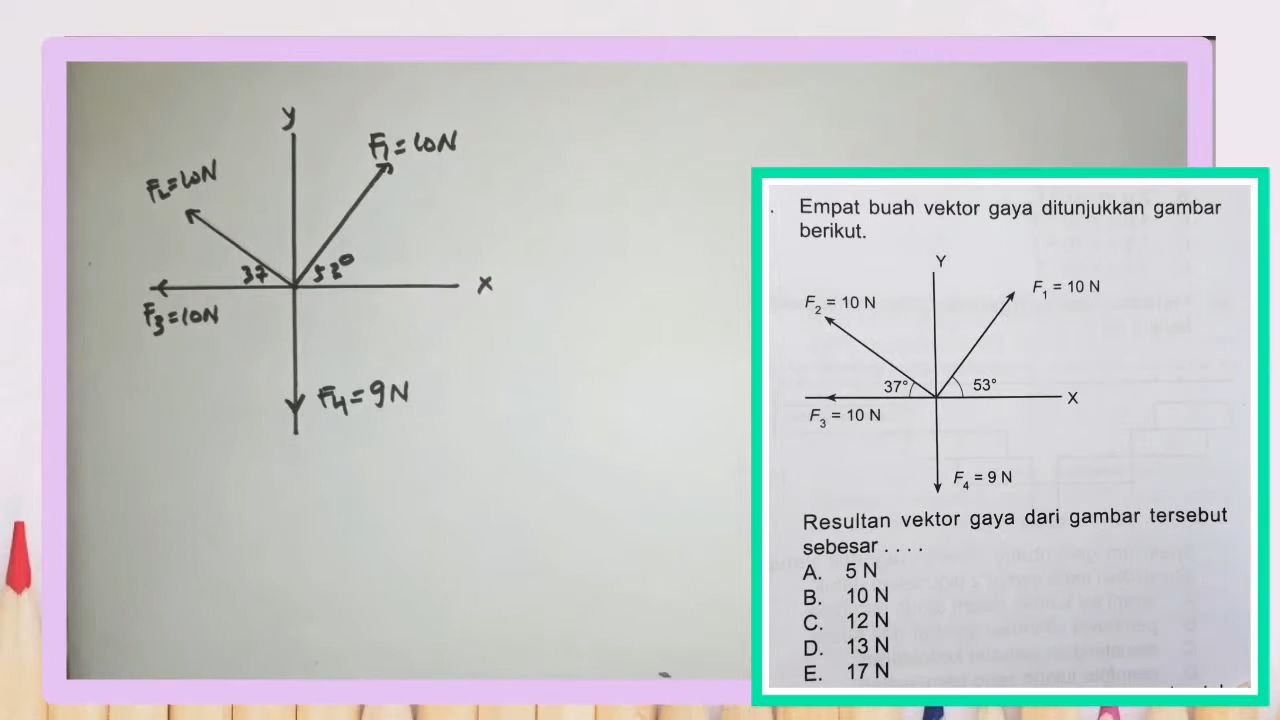 y
F1 = 10N
F2 = 10N
37
53°
x
F3 = 10N
F4 = 9N
. Empat buah vektor gaya ditunjukkan gambar
berikut.
Y
F1 = 10 N
F2 = 10 N
37°
53°
X
F3 = 10 N
F4 = 9 N
Resultan vektor gaya dari gambar tersebut
sebesar . . . .
A. 5 N
B. 10 N
C. 12 N
D. 13 N
E. 17 N